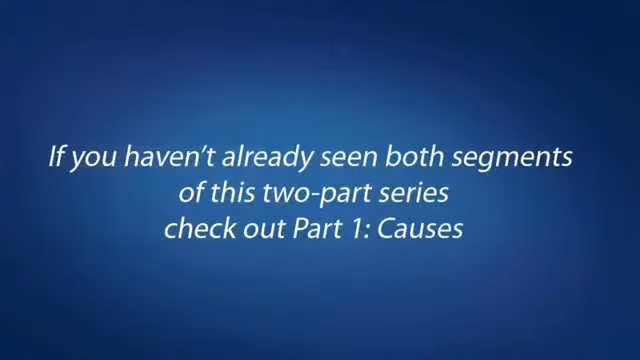 If you haven’t already seen both segments
of this two-part series
check out Part 1: Causes